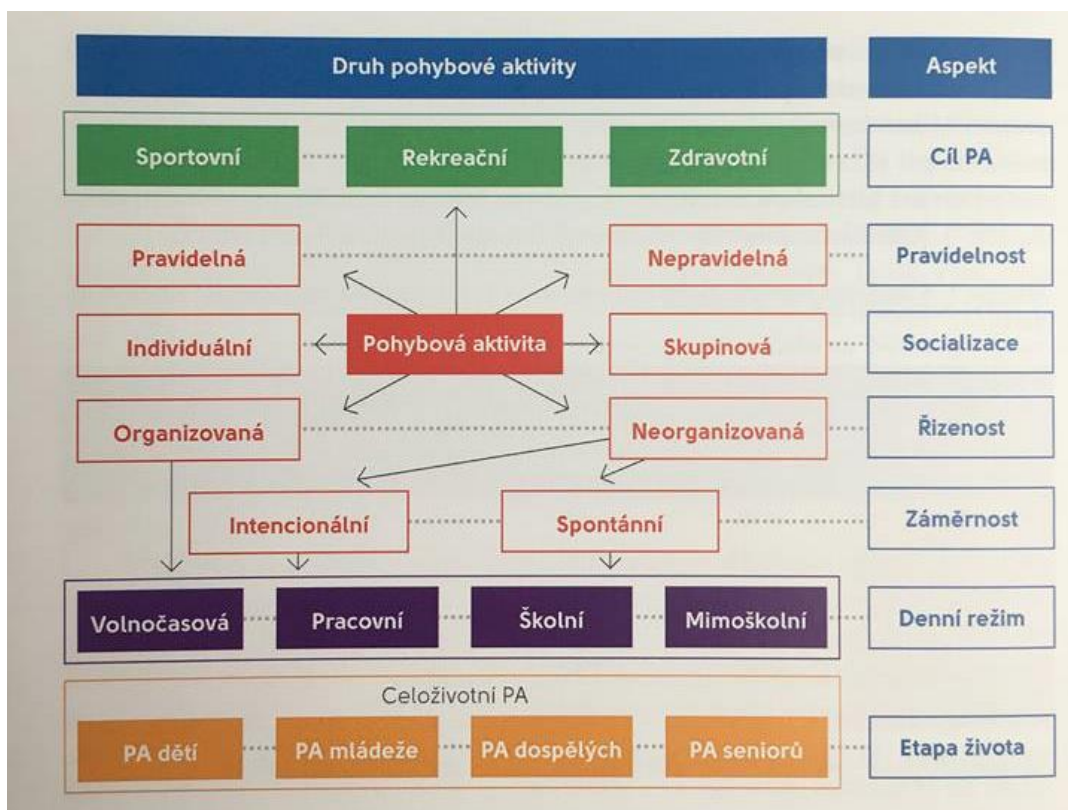 Druh pohybové aktivity Aspekt
Sportovní Rekreační Zdravotní Cíl PA
Pravidelná Nepravidelná Pravidelnost
Individuální Pohybová aktivita Skupinová Socializace
Organizovaná Neorganizovaná Řizenost
Intencionální Spontánní Záměrnost
Volnočasová Pracovní Školní Mimoškolní Denní režim
Celoživotní PA
PA dětí PA mládeže PA dospělých PA seniorů Etapa života